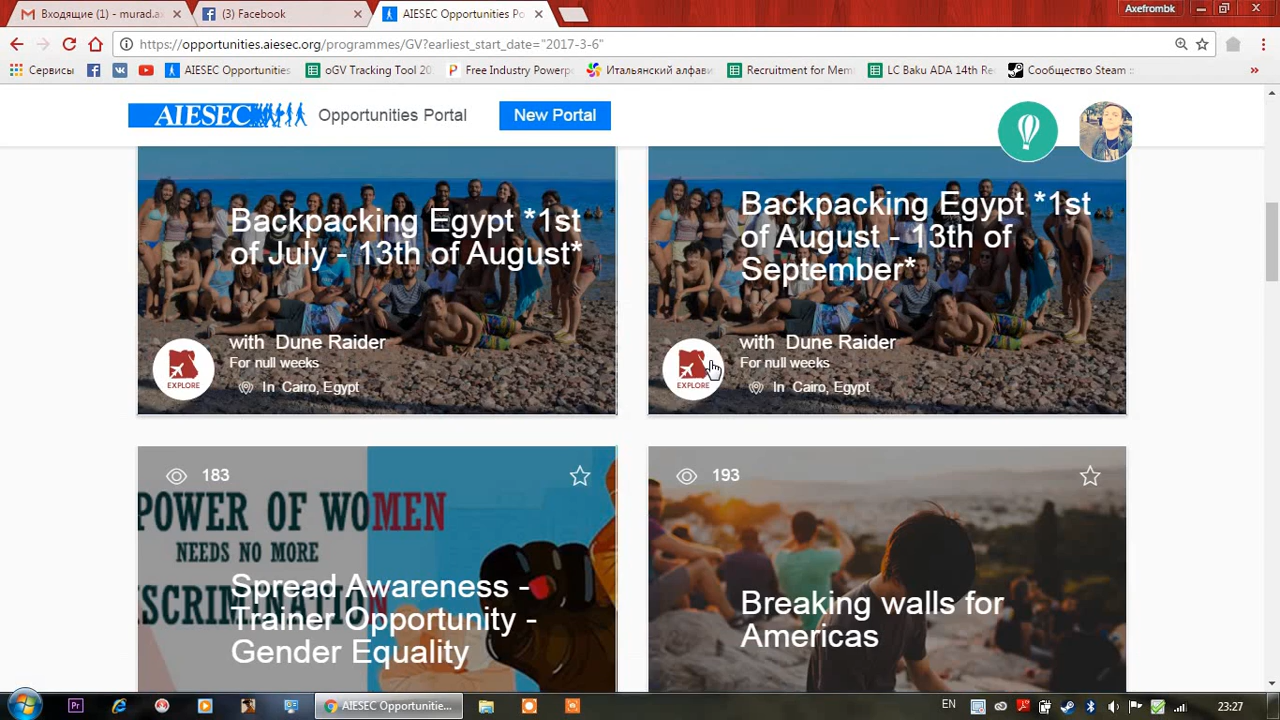 Входящие (1) - murad.a
(3) Facebook
AIESEC Opportunities Po
Axefrombk
https://opportunities.aiesec.org/programmes/GV?earliest_start_date="2017-3-6"
Сервисы
AIESEC Opportunities
oGV Tracking Tool 20
Free Industry Powerp
Итальянский алфави
Recruitment for Mem
LC Baku ADA 14th Re
Сообщество Steam ::
»
AIESEC
Opportunities Portal
New Portal
Backpacking Egypt *1st
of July - 13th of August*
with Dune Raider
For null weeks
In Cairo, Egypt
EXPLORE
Backpacking Egypt *1st
of August - 13th of
September*
with Dune Raider
For null weeks
In Cairo, Egypt
EXPLORE
183
POWER OF WOMEN
NEEDS NO MORE
Spread Awareness -
Trainer Opportunity -
Gender Equality
193
Breaking walls for
Americas
Pr
AIESEC Opportunitie...
EN
23:27